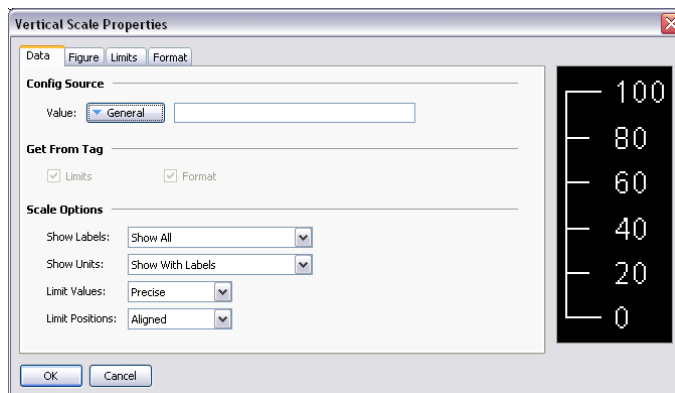 Vertical Scale Properties
Data Figure Limits Format
Config Source
Value: General
Get From Tag
Limits Format
Scale Options
Show Labels: Show All
Show Units: Show With Labels
Limit Values: Precise
Limit Positions: Aligned
OK Cancel
100
80
60
40
20
0